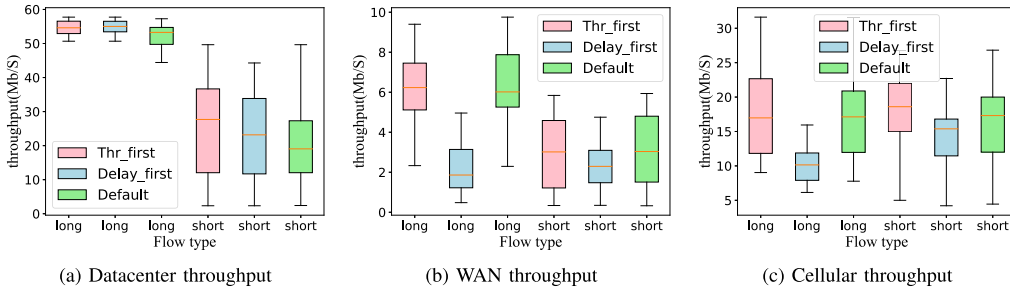 throughput(Mb/S)
60
50
40
30
20
10
0
Thr_first
Delay_first
Default
long long long short short short
Flow type
(a) Datacenter throughput
throughput(Mb/S)
10
8
6
4
2
0
Thr_first
Delay_first
Default
long long long short short short
Flow type
(b) WAN throughput
throughput(Mb/S)
30
25
20
15
10
5
Thr_first
Delay_first
Default
long long long short short short
Flow type
(c) Cellular throughput